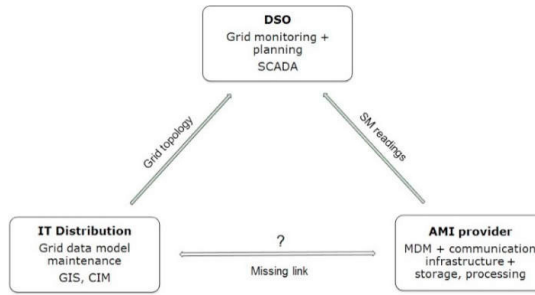 DSO
Grid monitoring +
planning
SCADA
Grid topology
SM readings
IT Distribution
Grid data model
maintenance
GIS, CIM
?
Missing link
AMI provider
MDM + communication
infrastructure +
storage, processing